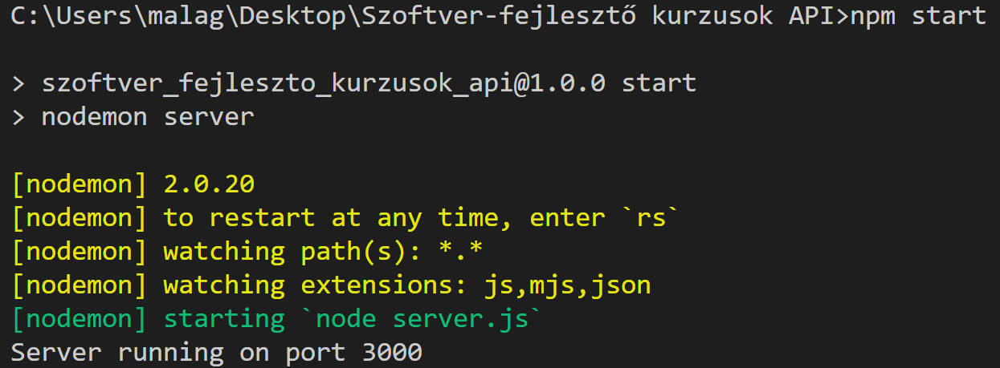 C:\Users\malag\Desktop\Szoftver-fejlesztő kurzusok API>npm start
> szoftver_fejleszto_kurzusok_api@1.0.0 start
> nodemon server
[nodemon] 2.0.20
[nodemon] to restart at any time, enter `rs`
[nodemon] watching path(s): *.*
[nodemon] watching extensions: js,mjs,json
[nodemon] starting `node server.js`
Server running on port 3000